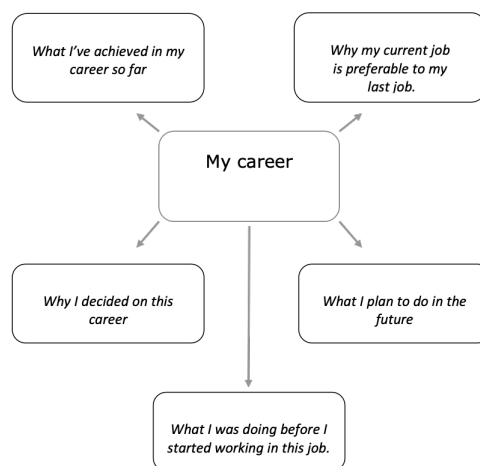 What I've achieved in my
career so far
Why my current job
is preferable to my
last job.
My career
Why I decided on this
career
What I plan to do in the
future
What I was doing before I
started working in this job.